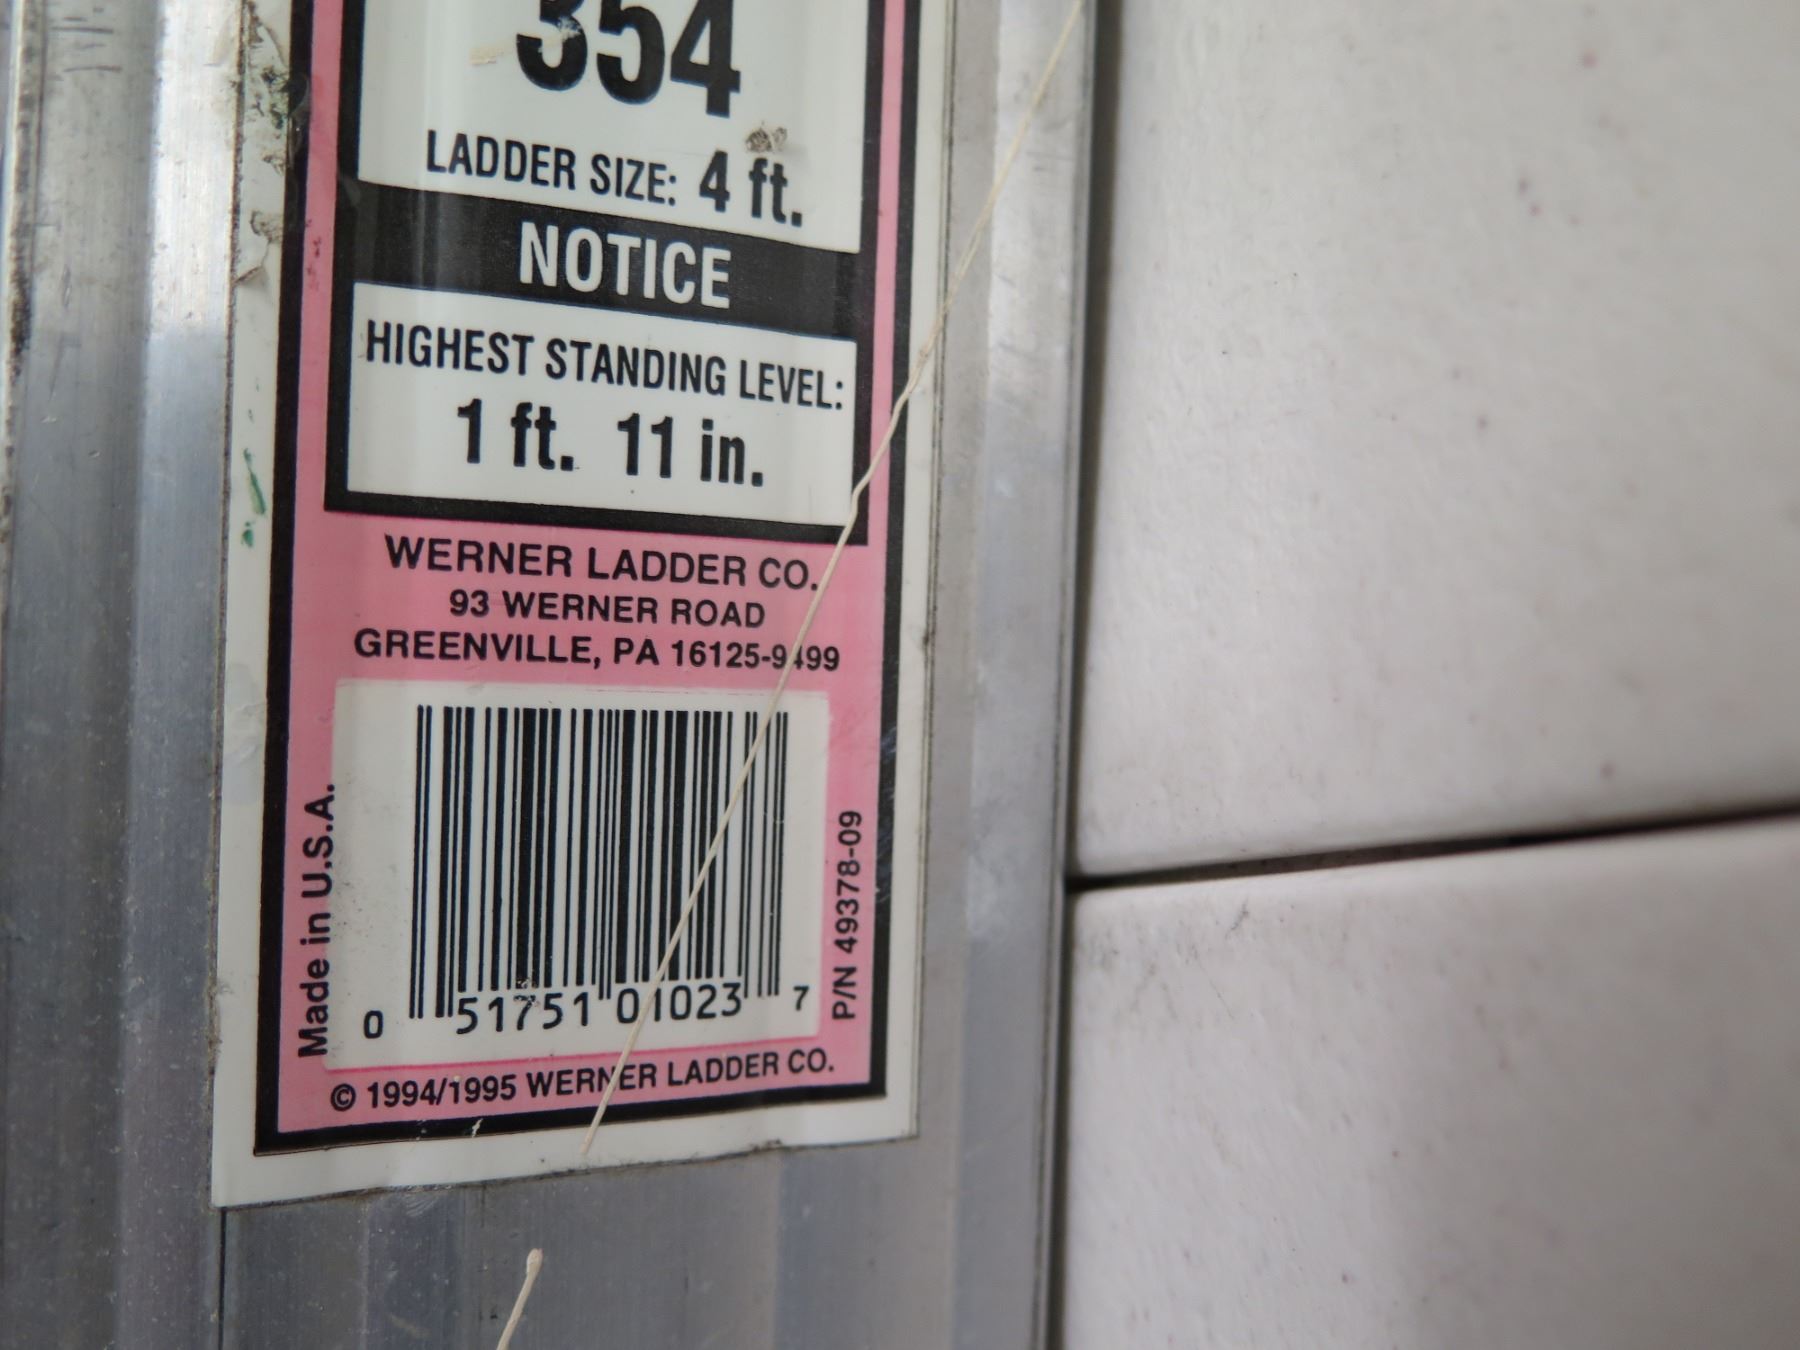 354
LADDER SIZE: 4 ft.
NOTICE
HIGHEST STANDING LEVEL:
1 ft. 11 in.
WERNER LADDER CO.
93 WERNER ROAD
GREENVILLE, PA 16125-9499
Made in U.S.A.
P/N 49378-09
0 51751 01023 7
© 1994/1995 WERNER LADDER CO.